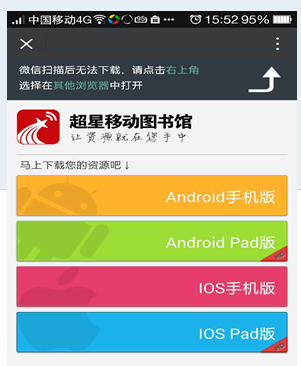 中国移动4G 15:52 95%
微信扫描后无法下载，请点击右上角
选择在其他浏览器中打开
超星移动图书馆
让资源就在您手中
马上下载您的资源吧↓
Android手机版
Android Pad版
IOS手机版
IOS Pad版